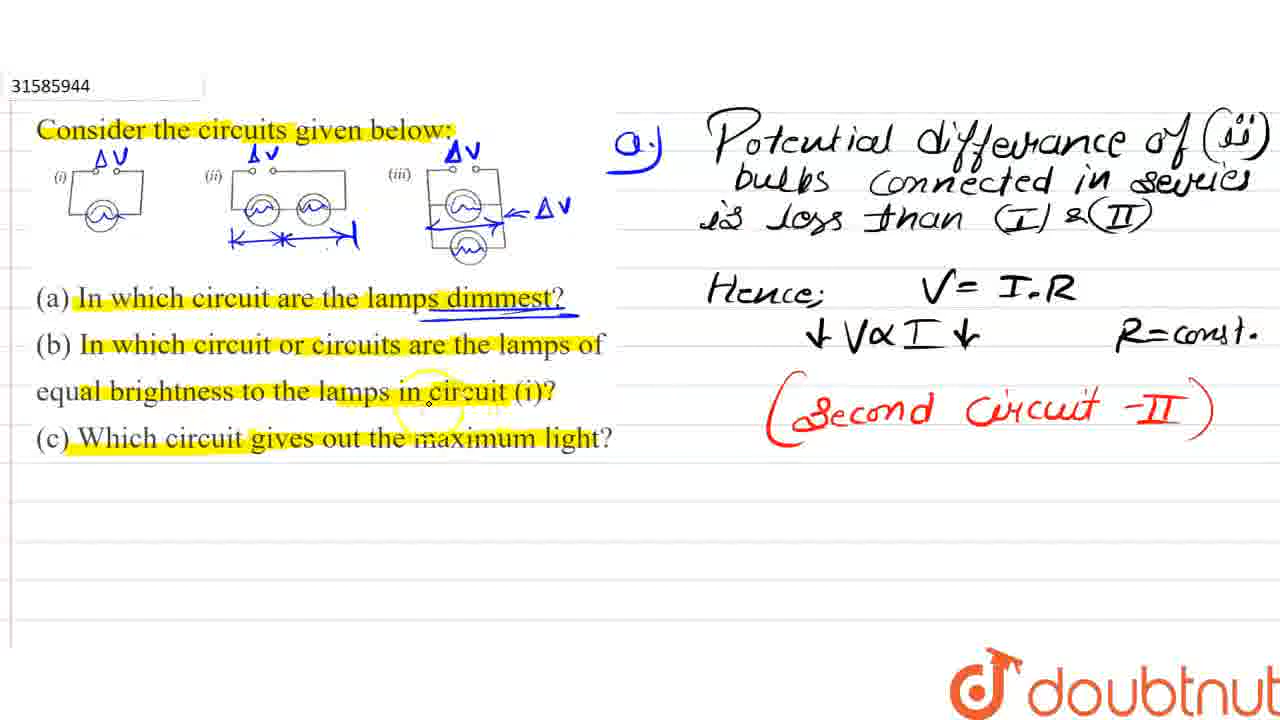 31585944
Consider the circuits given below:
ΔV ΔV ΔV
(i) (ii) (iii)
ΔV
(a) In which circuit are the lamps dimmest?
(b) In which circuit or circuits are the lamps of
equal brightness to the lamps in circuit (i)?
(c) Which circuit gives out the maximum light?
a.) Potential differance of (ii)
bulbs connected in series
is less than (I) & (II)
Hence; V = I.R
↓ V∝ I ↓ R=const.
(second circuit -II)
doubtnut